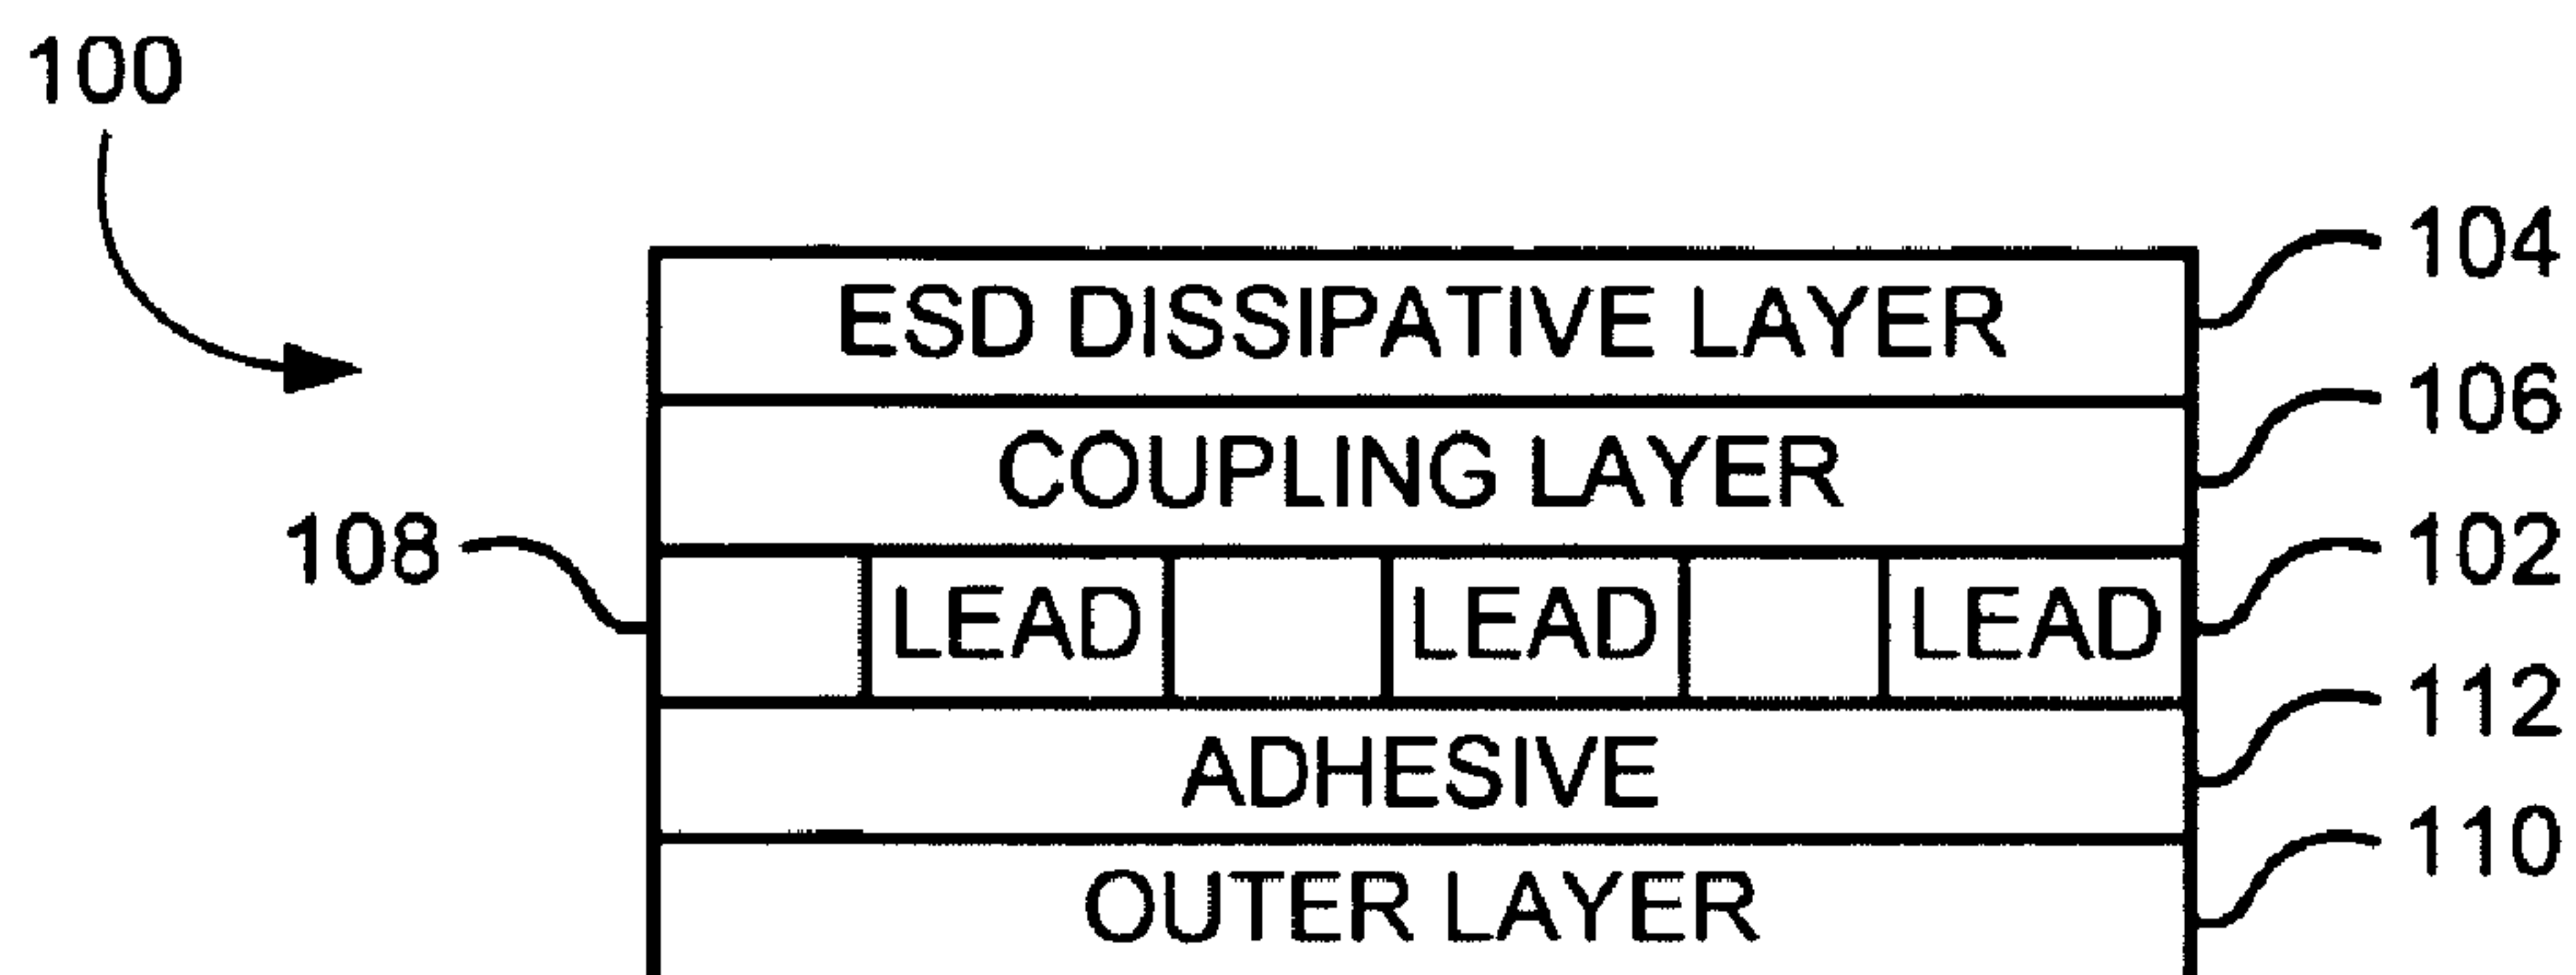 100
104
ESD DISSIPATIVE LAYER
106
COUPLING LAYER
108
102
LEAD LEAD LEAD
112
ADHESIVE
110
OUTER LAYER